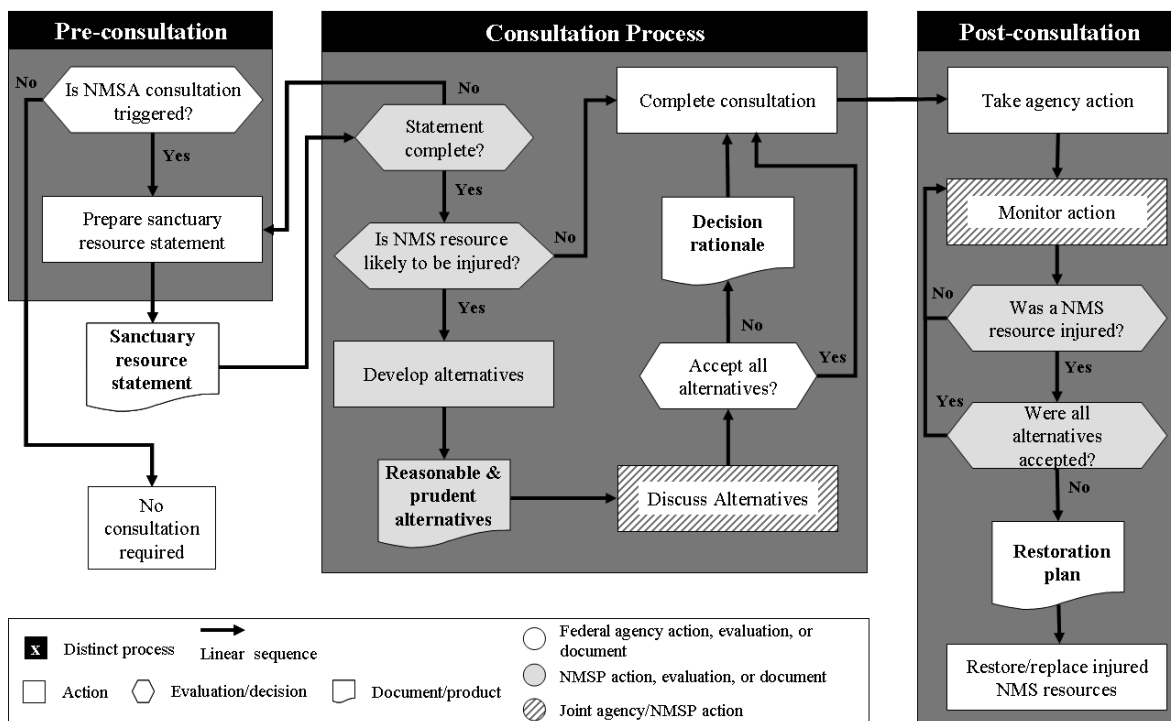 Pre-consultation
No
Is NMSA consultation
triggered?
Yes
Prepare sanctuary
resource statement
Sanctuary
resource
statement
No
consultation
required
Consultation Process
No
Statement
complete?
Yes
Is NMS resource
likely to be injured?
No
Yes
Develop alternatives
Reasonable &
prudent
alternatives
Complete consultation
Decision
rationale
No
Accept all
alternatives?
Yes
Discuss Alternatives
Post-consultation
Take agency action
Monitor action
No
Was a NMS
resource injured?
Yes
Yes
Were all
alternatives
accepted?
No
Restoration
plan
Restore/replace injured
NMS resources
x Distinct process
Linear sequence
Action
Evaluation/decision
Document/product
Federal agency action, evaluation, or
document
NMSP action, evaluation, or document
Joint agency/NMSP action